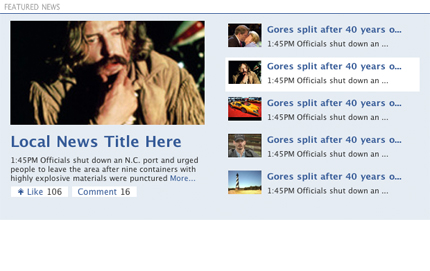 FEATURED NEWS
Local News Title Here
1:45PM Officials shut down an N.C. port and urged
people to leave the area after nine containers with
highly explosive materials were punctured More...
Like 106
Comment 16
Gores split after 40 years o...
1:45PM Officials shut down an ...
Gores split after 40 years o...
1:45PM Officials shut down an ...
Gores split after 40 years o...
1:45PM Officials shut down an ...
Gores split after 40 years o...
1:45PM Officials shut down an ...
Gores split after 40 years o...
1:45PM Officials shut down an ...